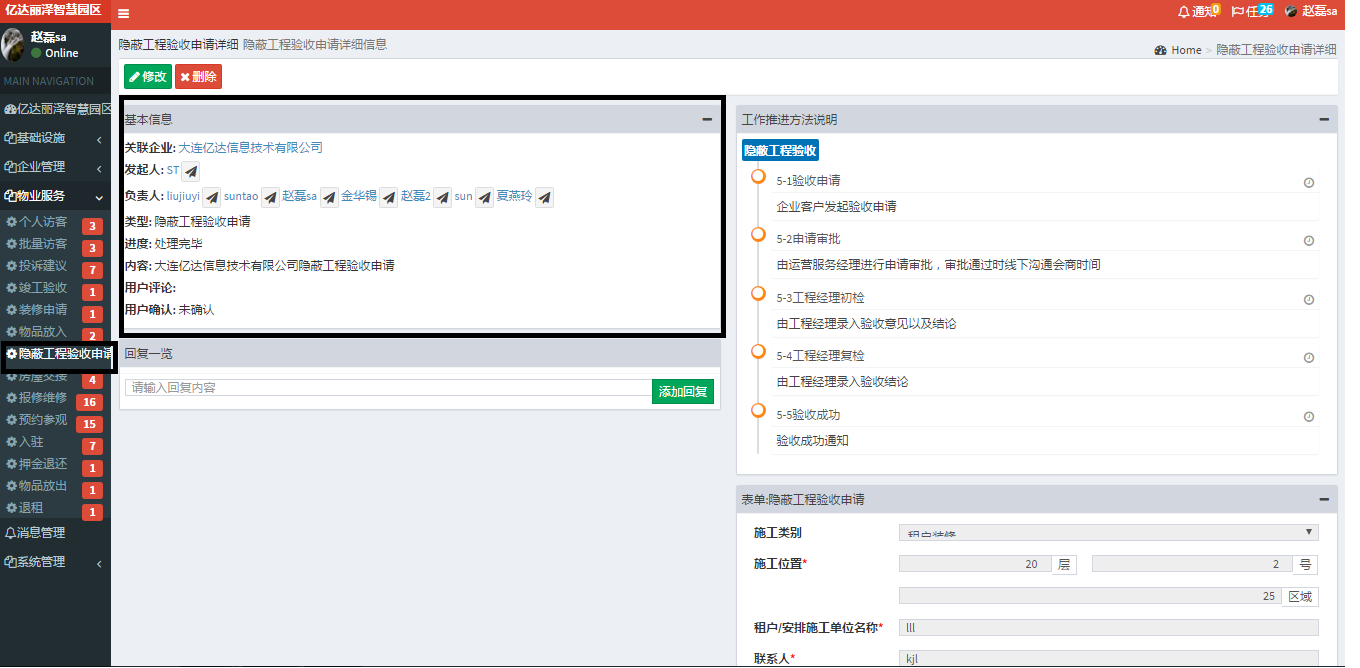 亿达丽泽智慧园区
通知 0
任务 26
赵磊sa
赵磊sa
Online
MAIN NAVIGATION
亿达丽泽智慧园区
基础设施
企业管理
物业服务
个人访客 3
批量访客 3
投诉建议 7
竣工验收 1
装修申请 1
物品放入 2
隐蔽工程验收申请
房屋交接 4
报修维修 16
预约参观 15
入驻 7
押金退还 1
物品放出 1
退租 1
消息管理
系统管理
隐蔽工程验收申请详细 隐蔽工程验收申请详细信息
Home > 隐蔽工程验收申请详细
修改 删除
基本信息
关联企业: 大连亿达信息技术有限公司
发起人: ST
负责人: liujiuyi suntao 赵磊sa 金华锡 赵磊2 sun 夏燕玲
类型: 隐蔽工程验收申请
进度: 处理完毕
内容: 大连亿达信息技术有限公司隐蔽工程验收申请
用户评论:
用户确认: 未确认
回复一览
请输入回复内容 添加回复
工作推进方法说明
隐蔽工程验收
5-1验收申请
企业客户发起验收申请
5-2申请审批
由运营服务经理进行申请审批，审批通过时线下沟通会商时间
5-3工程经理初检
由工程经理录入验收意见以及结论
5-4工程经理复检
由工程经理录入验收结论
5-5验收成功
验收成功通知
表单:隐蔽工程验收申请
施工类别 租户装修
施工位置* 20 层 2 号
25 区域
租户/安排施工单位名称* lll
联系人* kjl